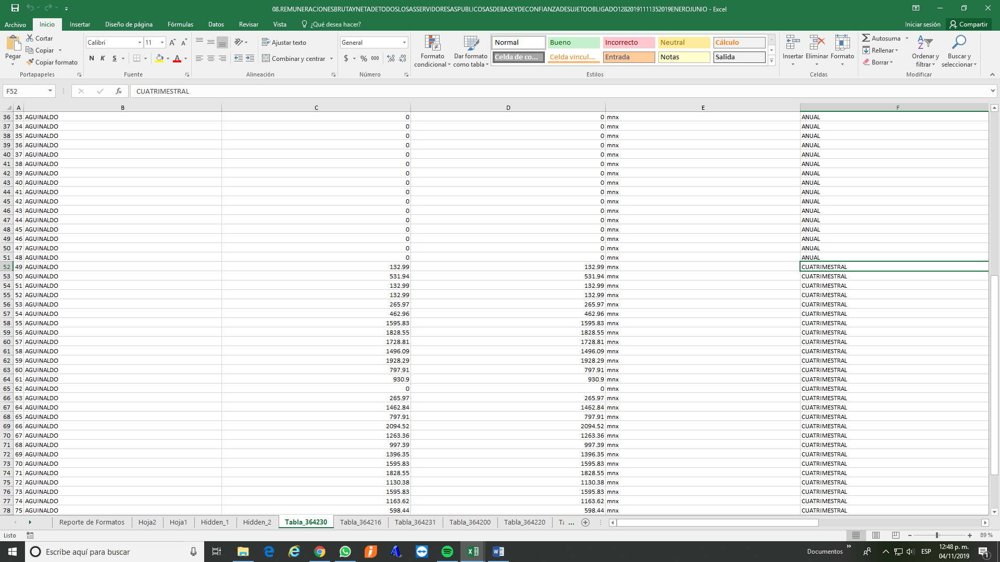 08.REMUNERACIONESBRUTAYNETADETODOSLOSASSERVIDORESASPUBLICOSASDEBASEYDECONFIANZADESUJETOOBLIGADO12820191111352019ENEROJUNIO - Excel
Archivo Inicio Insertar Diseño de página Fórmulas Datos Revisar Vista ¿Qué desea hacer? Iniciar sesión Compartir
Pegar
Cortar
Copiar
Copiar formato
Portapapeles
Calibri 11
N K S
Fuente
Ajustar texto
Combinar y centrar
Alineación
General
$ % 000
Número
Formato condicional
Dar formato como tabla
Normal Bueno Incorrecto Neutral Cálculo
Celda de co... Celda vincul... Entrada Notas Salida
Estilos
Insertar Eliminar Formato
Celdas
Autosuma
Rellenar
Borrar
Ordenar y filtrar
Buscar y seleccionar
Modificar
F52 fx CUATRIMESTRAL
A B C D E F
36 33 AGUINALDO 0 0 mnx ANUAL
37 34 AGUINALDO 0 0 mnx ANUAL
38 35 AGUINALDO 0 0 mnx ANUAL
39 36 AGUINALDO 0 0 mnx ANUAL
40 37 AGUINALDO 0 0 mnx ANUAL
41 38 AGUINALDO 0 0 mnx ANUAL
42 39 AGUINALDO 0 0 mnx ANUAL
43 40 AGUINALDO 0 0 mnx ANUAL
44 41 AGUINALDO 0 0 mnx ANUAL
45 42 AGUINALDO 0 0 mnx ANUAL
46 43 AGUINALDO 0 0 mnx ANUAL
47 44 AGUINALDO 0 0 mnx ANUAL
48 45 AGUINALDO 0 0 mnx ANUAL
49 46 AGUINALDO 0 0 mnx ANUAL
50 47 AGUINALDO 0 0 mnx ANUAL
51 48 AGUINALDO 0 0 mnx ANUAL
52 49 AGUINALDO 132.99 132.99 mnx CUATRIMESTRAL
53 50 AGUINALDO 531.94 531.94 mnx CUATRIMESTRAL
54 51 AGUINALDO 132.99 132.99 mnx CUATRIMESTRAL
55 52 AGUINALDO 132.99 132.99 mnx CUATRIMESTRAL
56 53 AGUINALDO 265.97 265.97 mnx CUATRIMESTRAL
57 54 AGUINALDO 462.96 462.96 mnx CUATRIMESTRAL
58 55 AGUINALDO 1595.83 1595.83 mnx CUATRIMESTRAL
59 56 AGUINALDO 1828.55 1828.55 mnx CUATRIMESTRAL
60 57 AGUINALDO 1728.81 1728.81 mnx CUATRIMESTRAL
61 58 AGUINALDO 1496.09 1496.09 mnx CUATRIMESTRAL
62 59 AGUINALDO 1928.29 1928.29 mnx CUATRIMESTRAL
63 60 AGUINALDO 797.91 797.91 mnx CUATRIMESTRAL
64 61 AGUINALDO 930.9 930.9 mnx CUATRIMESTRAL
65 62 AGUINALDO 0 0 mnx CUATRIMESTRAL
66 63 AGUINALDO 265.97 265.97 mnx CUATRIMESTRAL
67 64 AGUINALDO 1462.84 1462.84 mnx CUATRIMESTRAL
68 65 AGUINALDO 797.91 797.91 mnx CUATRIMESTRAL
69 66 AGUINALDO 2094.52 2094.52 mnx CUATRIMESTRAL
70 67 AGUINALDO 1263.36 1263.36 mnx CUATRIMESTRAL
71 68 AGUINALDO 997.39 997.39 mnx CUATRIMESTRAL
72 69 AGUINALDO 1396.35 1396.35 mnx CUATRIMESTRAL
73 70 AGUINALDO 1595.83 1595.83 mnx CUATRIMESTRAL
74 71 AGUINALDO 1828.55 1828.55 mnx CUATRIMESTRAL
75 72 AGUINALDO 1130.38 1130.38 mnx CUATRIMESTRAL
76 73 AGUINALDO 1595.83 1595.83 mnx CUATRIMESTRAL
77 74 AGUINALDO 1163.62 1163.62 mnx CUATRIMESTRAL
78 75 AGUINALDO 598.44 598.44 mnx CUATRIMESTRAL
Reporte de Formatos Hoja2 Hoja1 Hidden_1 Hidden_2 Tabla_364230 Tabla_364216 Tabla_364231 Tabla_364200 Tabla_364220 Ta ...
Listo 89 %
Escribe aquí para buscar Documentos ESP 12:48 p. m.
04/11/2019 1